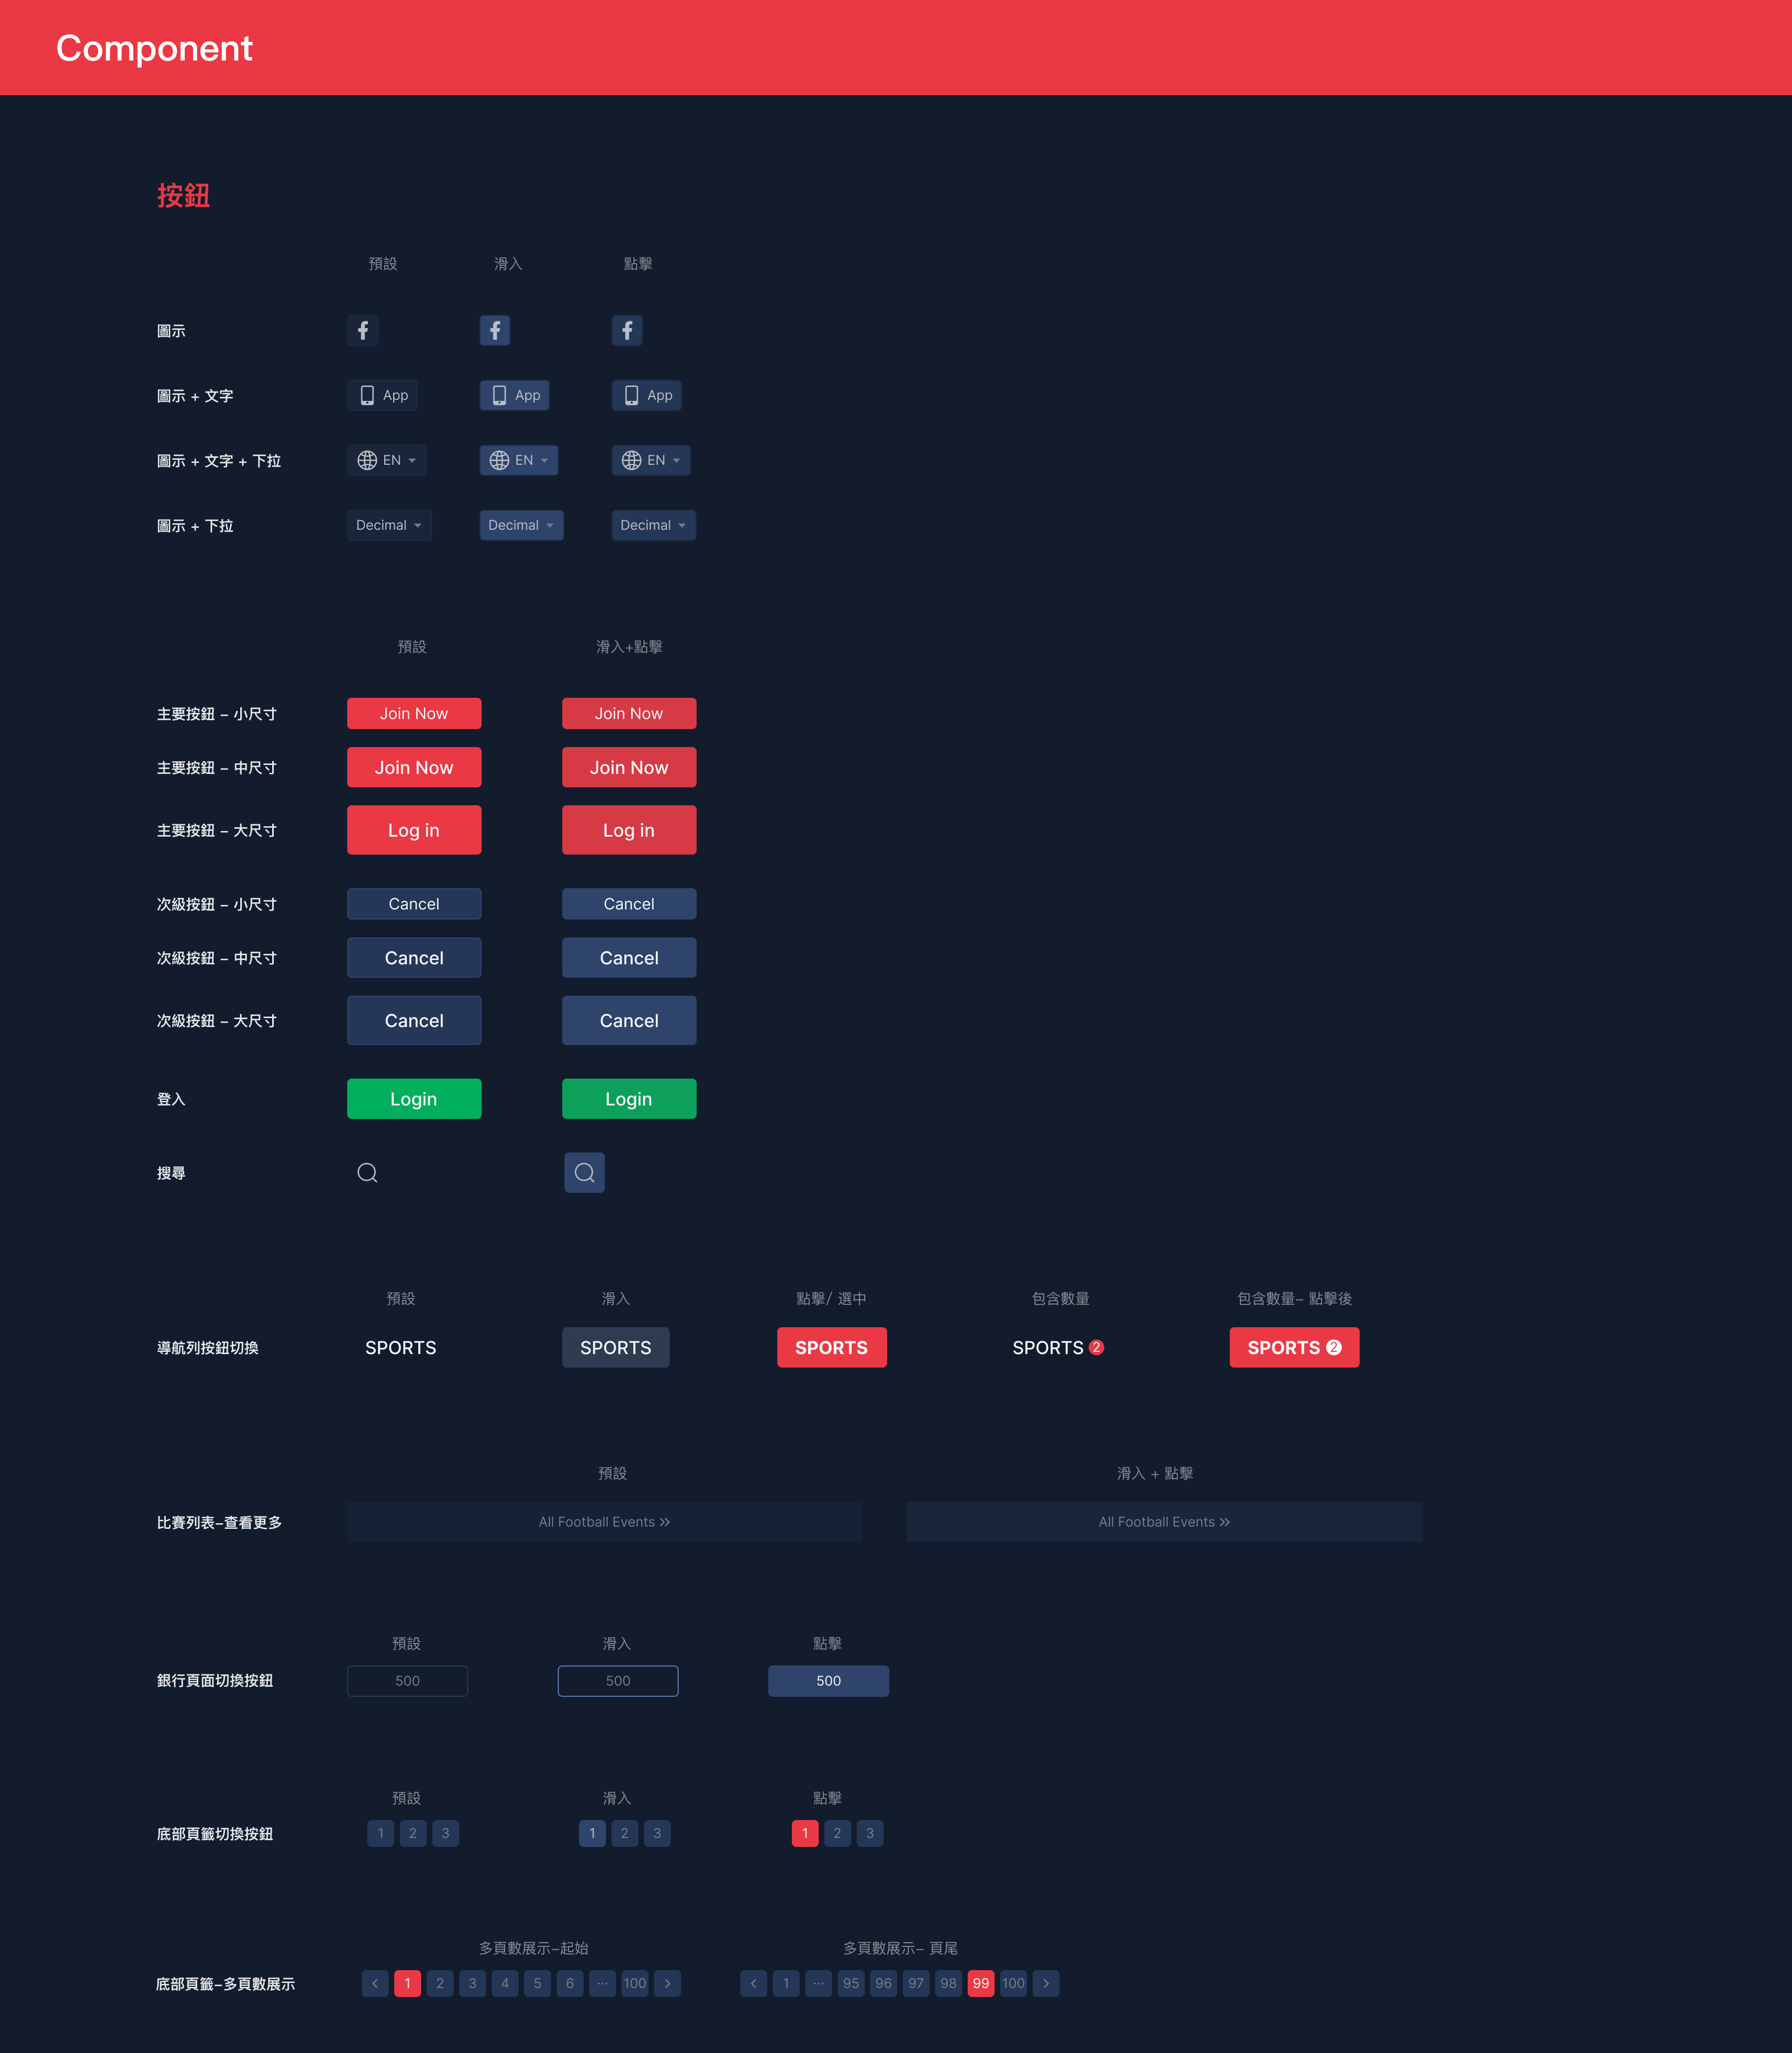 Component
按鈕
預設 滑入 點擊
圖示
圖示 + 文字 App App App
圖示 + 文字 + 下拉 EN EN EN
圖示 + 下拉 Decimal Decimal Decimal
預設 滑入+點擊
主要按鈕 – 小尺寸 Join Now Join Now
主要按鈕 – 中尺寸 Join Now Join Now
主要按鈕 – 大尺寸 Log in Log in
次級按鈕 – 小尺寸 Cancel Cancel
次級按鈕 – 中尺寸 Cancel Cancel
次級按鈕 – 大尺寸 Cancel Cancel
登入 Login Login
搜尋
預設 滑入 點擊/ 選中 包含數量 包含數量– 點擊後
導航列按鈕切換 SPORTS SPORTS SPORTS SPORTS 2 SPORTS 2
預設 滑入 + 點擊
比賽列表–查看更多 All Football Events » All Football Events »
預設 滑入 點擊
銀行頁面切換按鈕 500 500 500
預設 滑入 點擊
底部頁籤切換按鈕 1 2 3 1 2 3 1 2 3
多頁數展示–起始 多頁數展示– 頁尾
底部頁籤–多頁數展示 < 1 2 3 4 5 6 ... 100 > < 1 ... 95 96 97 98 99 100 >